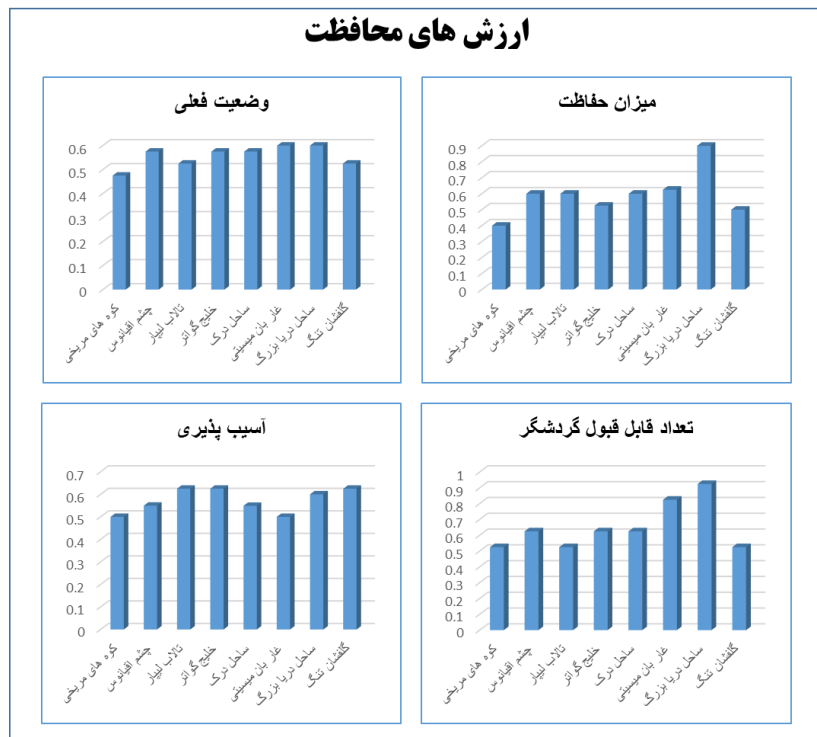 ارزش های محافظت
میزان حفاظت
0.9
0.8
0.7
0.6
0.5
0.4
0.3
0.2
0.1
0
کوه های مریخی
چشم اقیانوس
تالاب لیپار
خلیج گواتر
ساحل درک
غار بان میسیتی
ساحل دریا بزرگ
گلفشان تنگ
وضعیت فعلی
0.6
0.5
0.4
0.3
0.2
0.1
0
کوه های مریخی
چشم اقیانوس
تالاب لیپار
خلیج گواتر
ساحل درک
غار بان میسیتی
ساحل دریا بزرگ
گلفشان تنگ
تعداد قابل قبول گردشگر
1
0.9
0.8
0.7
0.6
0.5
0.4
0.3
0.2
0.1
0
کوه های مریخی
چشم اقیانوس
تالاب لیپار
خلیج گواتر
ساحل درک
غار بان میسیتی
ساحل دریا بزرگ
گلفشان تنگ
آسیب پذیری
0.7
0.6
0.5
0.4
0.3
0.2
0.1
0
کوه های مریخی
چشم اقیانوس
تالاب لیپار
خلیج گواتر
ساحل درک
غار بان میسیتی
ساحل دریا بزرگ
گلفشان تنگ